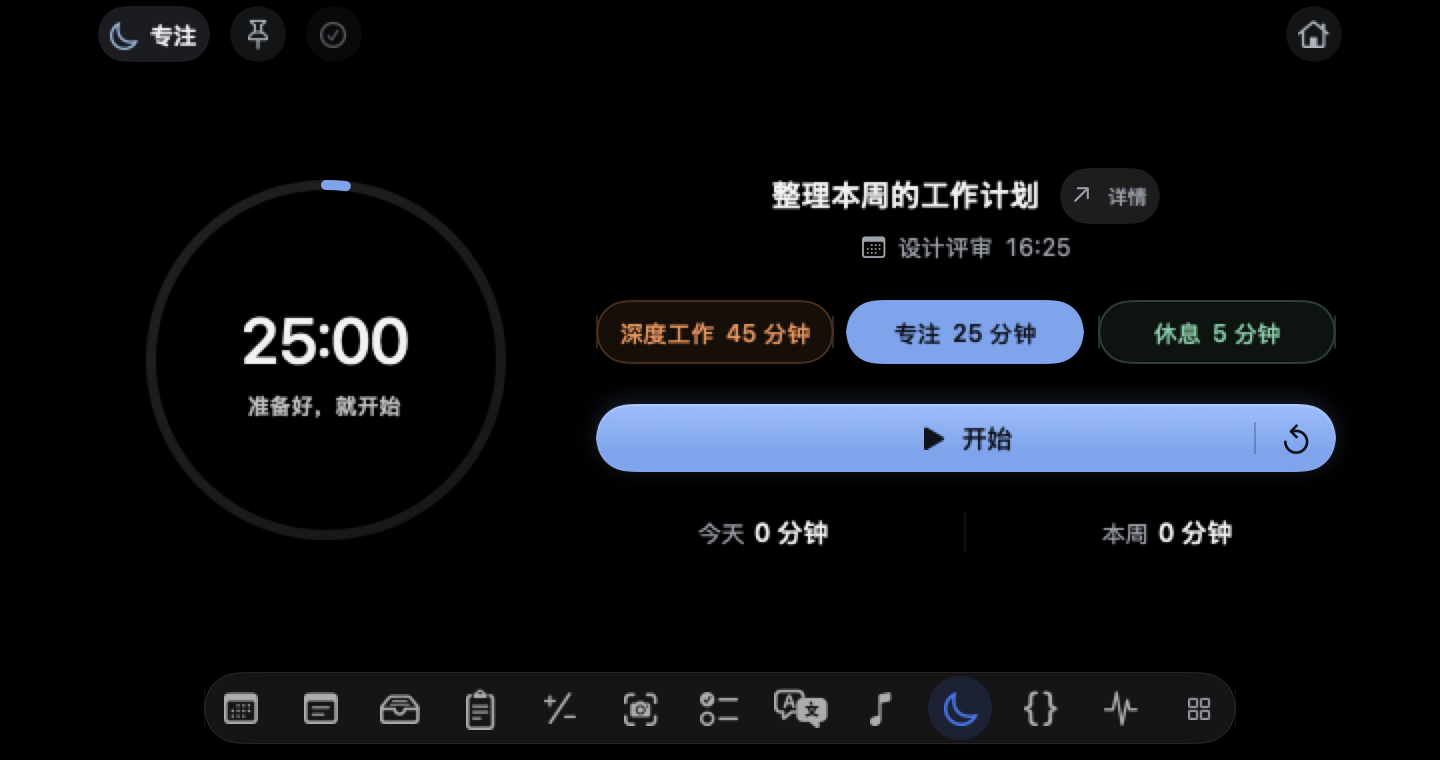 专注
整理本周的工作计划 详情
设计评审 16:25
深度工作 45 分钟 专注 25 分钟 休息 5 分钟
25:00
准备好，就开始
开始
今天 0 分钟 本周 0 分钟
A 文